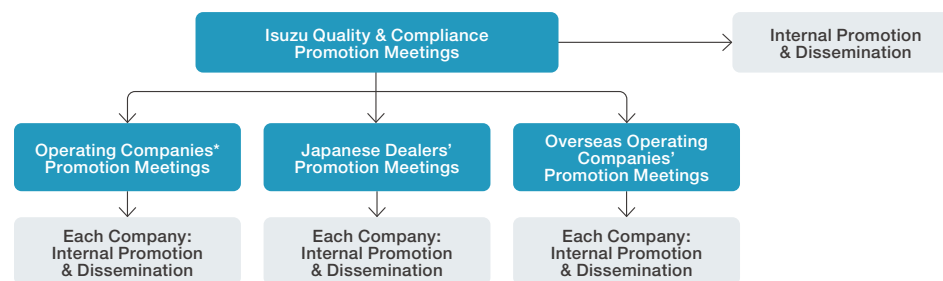 Isuzu Quality & Compliance
Promotion Meetings
Internal Promotion
& Dissemination
Operating Companies*
Promotion Meetings
Japanese Dealers’
Promotion Meetings
Overseas Operating
Companies’
Promotion Meetings
Each Company:
Internal Promotion
& Dissemination
Each Company:
Internal Promotion
& Dissemination
Each Company:
Internal Promotion
& Dissemination